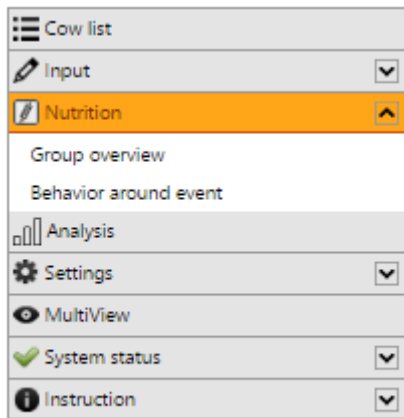 Cow list
Input
Nutrition
Group overview
Behavior around event
Analysis
Settings
MultiView
System status
Instruction